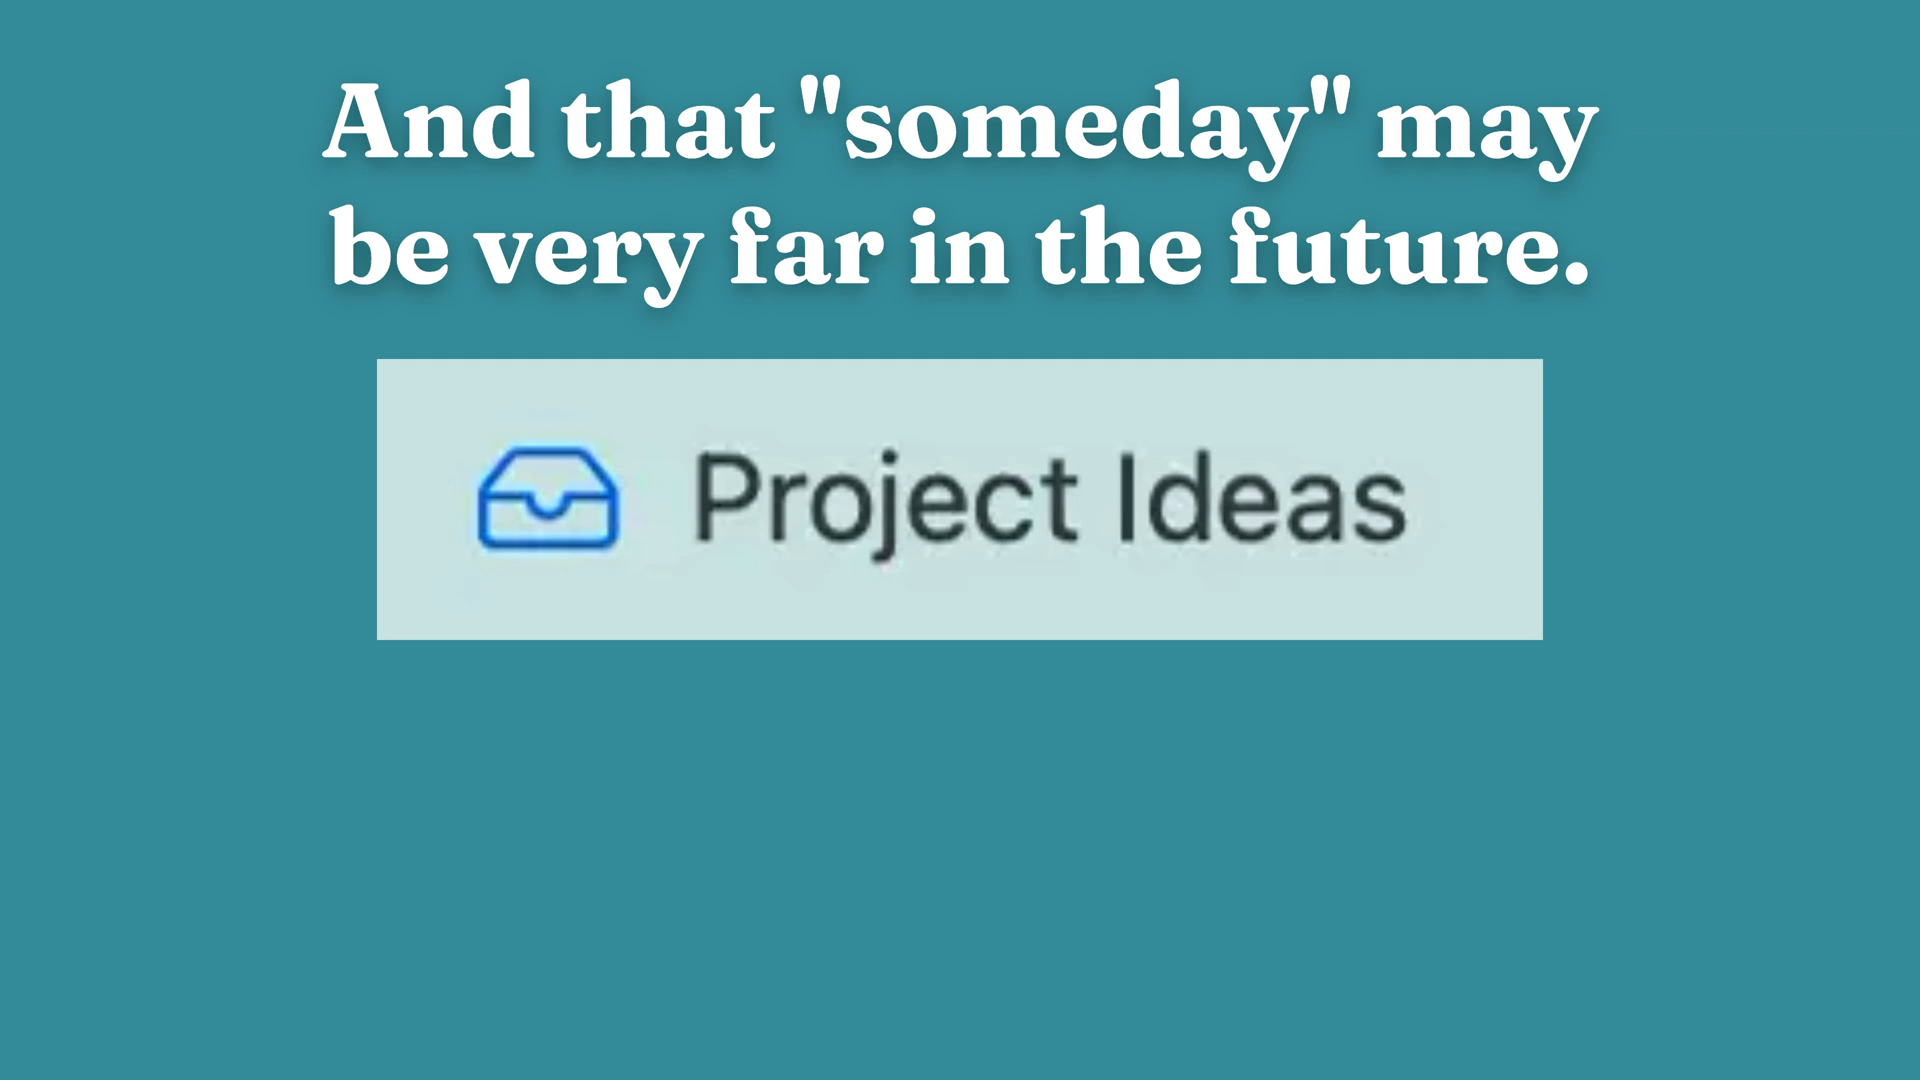 And that "someday" may
be very far in the future.
Project Ideas